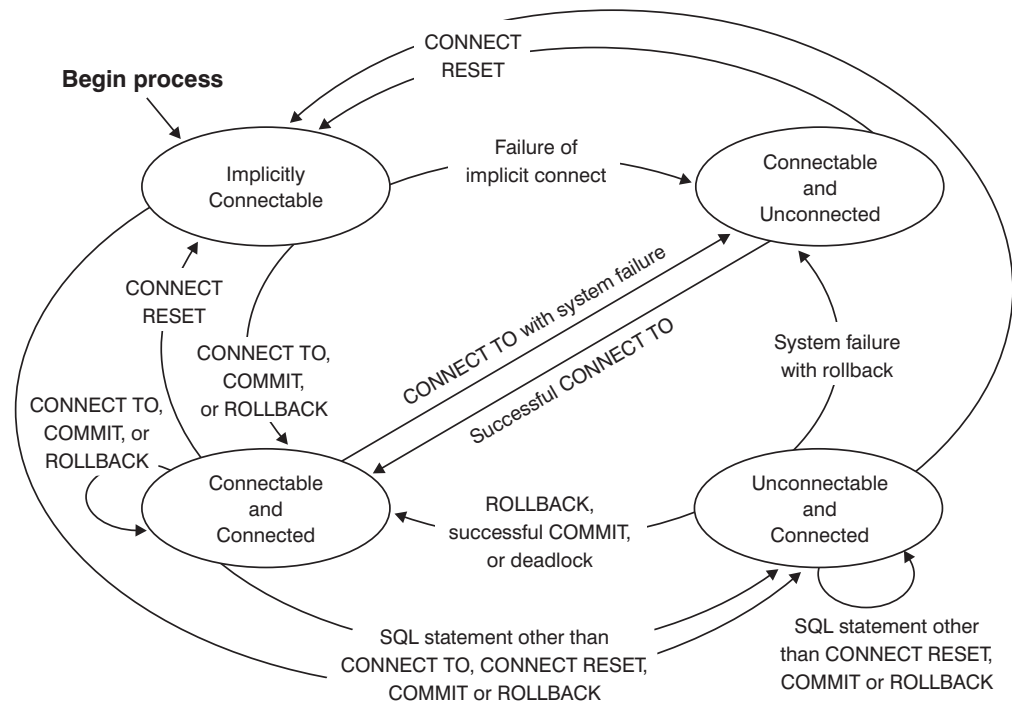 CONNECT
RESET
Begin process
Failure of
implicit connect
Implicitly
Connectable
Connectable
and
Unconnected
CONNECT
RESET
CONNECT TO with system failure
Successful CONNECT TO
System failure
with rollback
CONNECT TO,
COMMIT,
or ROLLBACK
CONNECT TO,
COMMIT, or
ROLLBACK
Connectable
and
Connected
ROLLBACK,
successful COMMIT,
or deadlock
Unconnectable
and
Connected
SQL statement other than
CONNECT TO, CONNECT RESET,
COMMIT or ROLLBACK
SQL statement other
than CONNECT RESET,
COMMIT or ROLLBACK